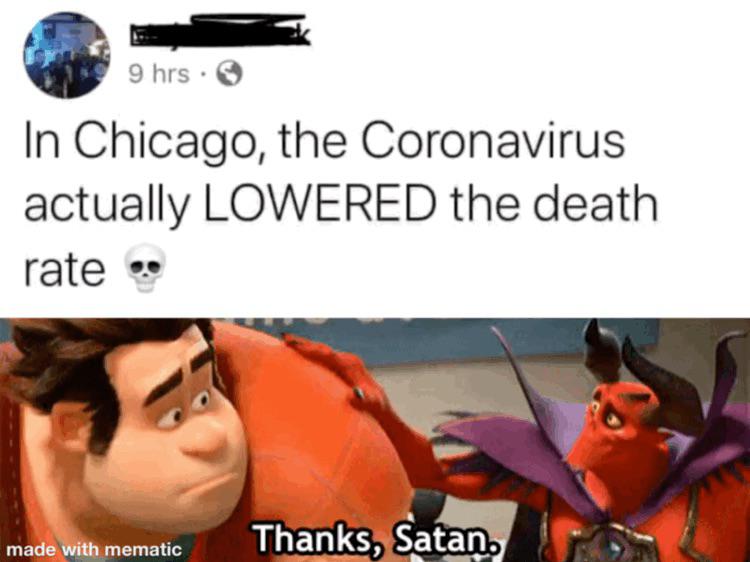 9 hrs ·
In Chicago, the Coronavirus
actually LOWERED the death
rate 💀
Thanks, Satan.
made with mematic